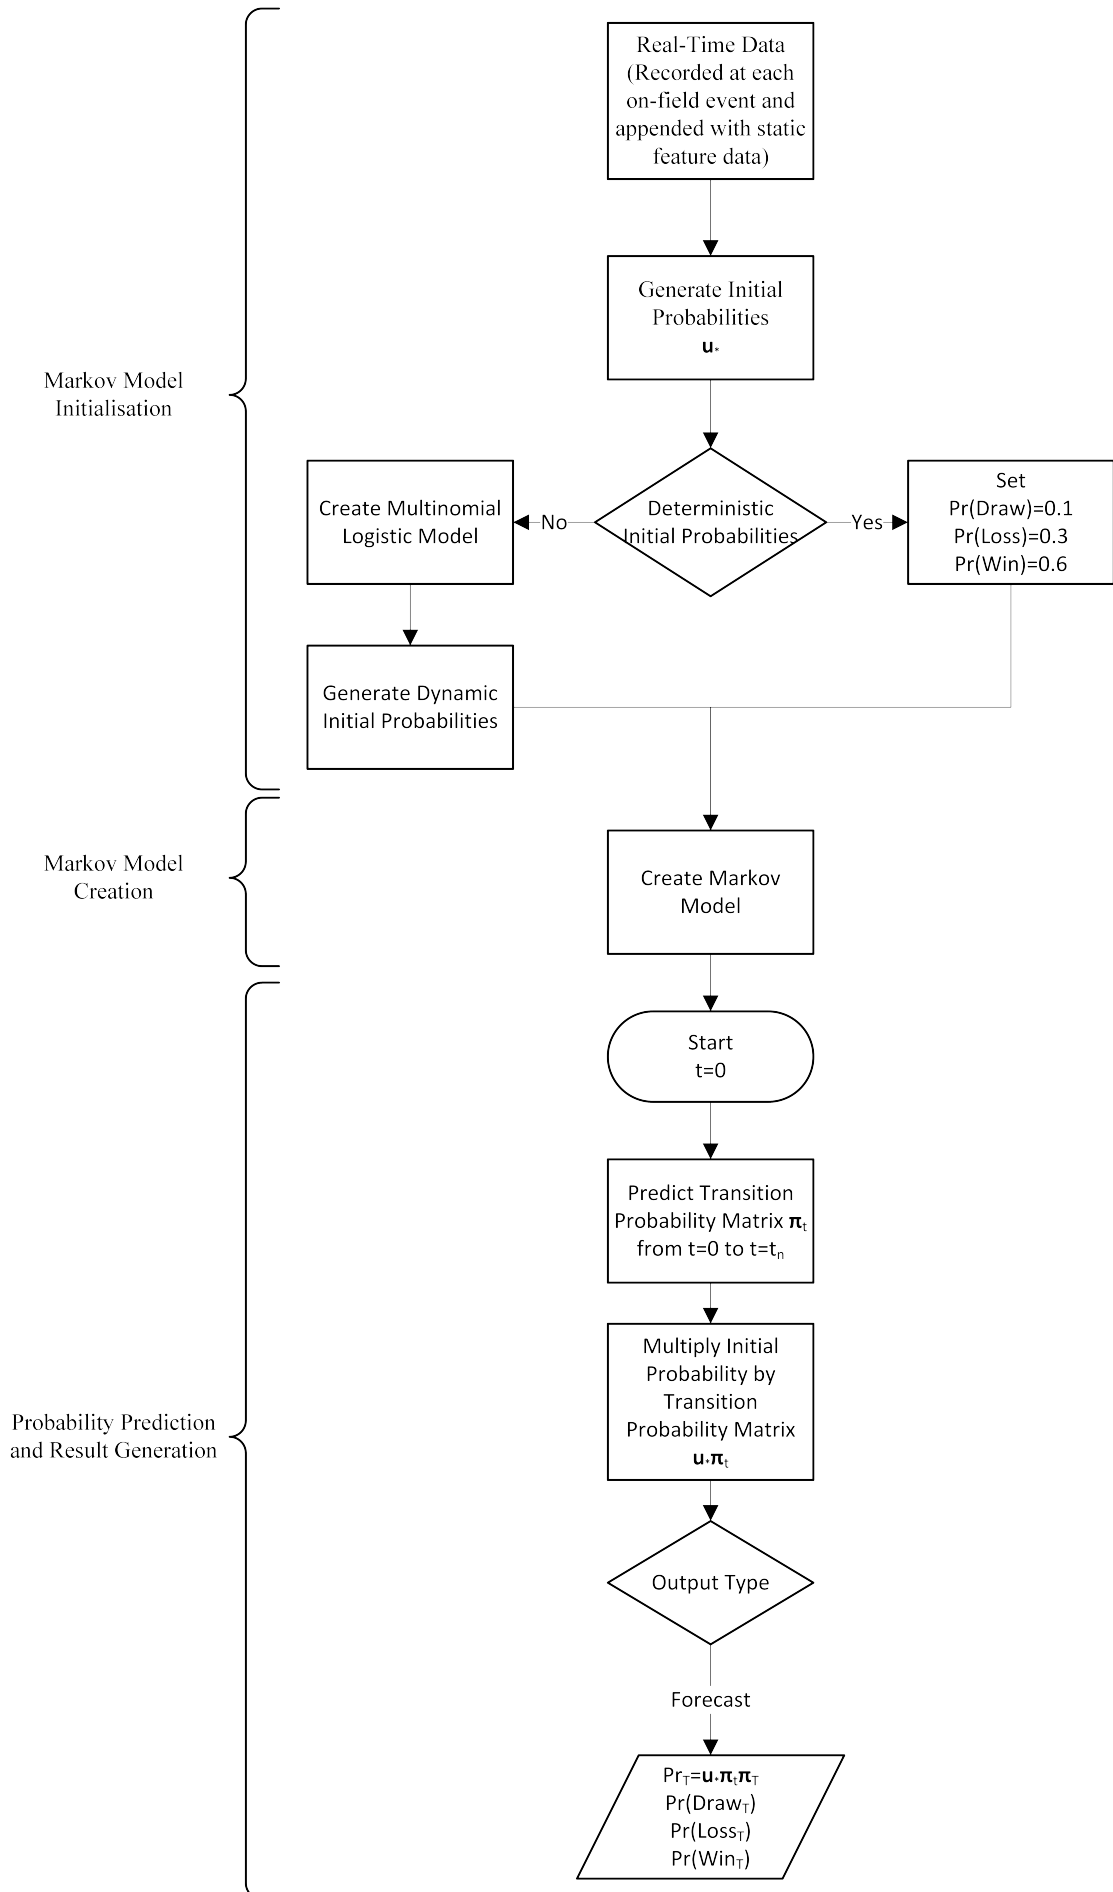 Real-Time Data
(Recorded at each
on-field event and
appended with static
feature data)
Generate Initial
Probabilities
u*
Markov Model
Initialisation
Deterministic
Initial Probabilities
No
Yes
Create Multinomial
Logistic Model
Set
Pr(Draw)=0.1
Pr(Loss)=0.3
Pr(Win)=0.6
Generate Dynamic
Initial Probabilities
Markov Model
Creation
Create Markov
Model
Start
t=0
Predict Transition
Probability Matrix πt
from t=0 to t=tn
Multiply Initial
Probability by
Transition
Probability Matrix
u*πt
Probability Prediction
and Result Generation
Output Type
Forecast
PrT=u*πtπT
Pr(DrawT)
Pr(LossT)
Pr(WinT)